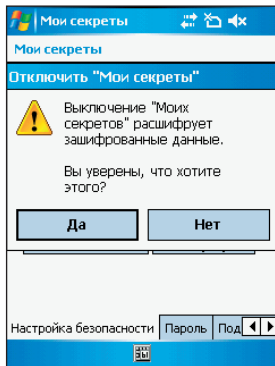 Мои секреты
Мои секреты
Отключить "Мои секреты"
Выключение "Моих
секретов" расшифрует
зашифрованные данные.
Вы уверены, что хотите
этого?
Да Нет
Настройка безопасности Пароль Под